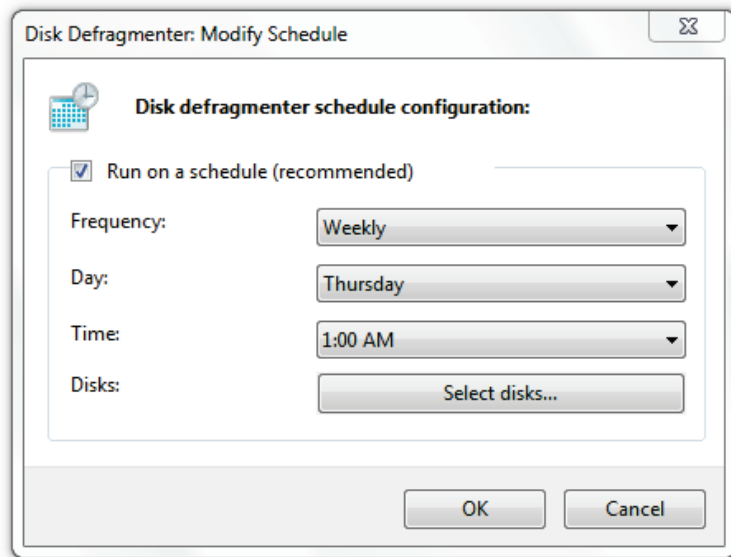 Disk Defragmenter: Modify Schedule
Disk defragmenter schedule configuration:
Run on a schedule (recommended)
Frequency: Weekly
Day: Thursday
Time: 1:00 AM
Disks: Select disks...
OK Cancel